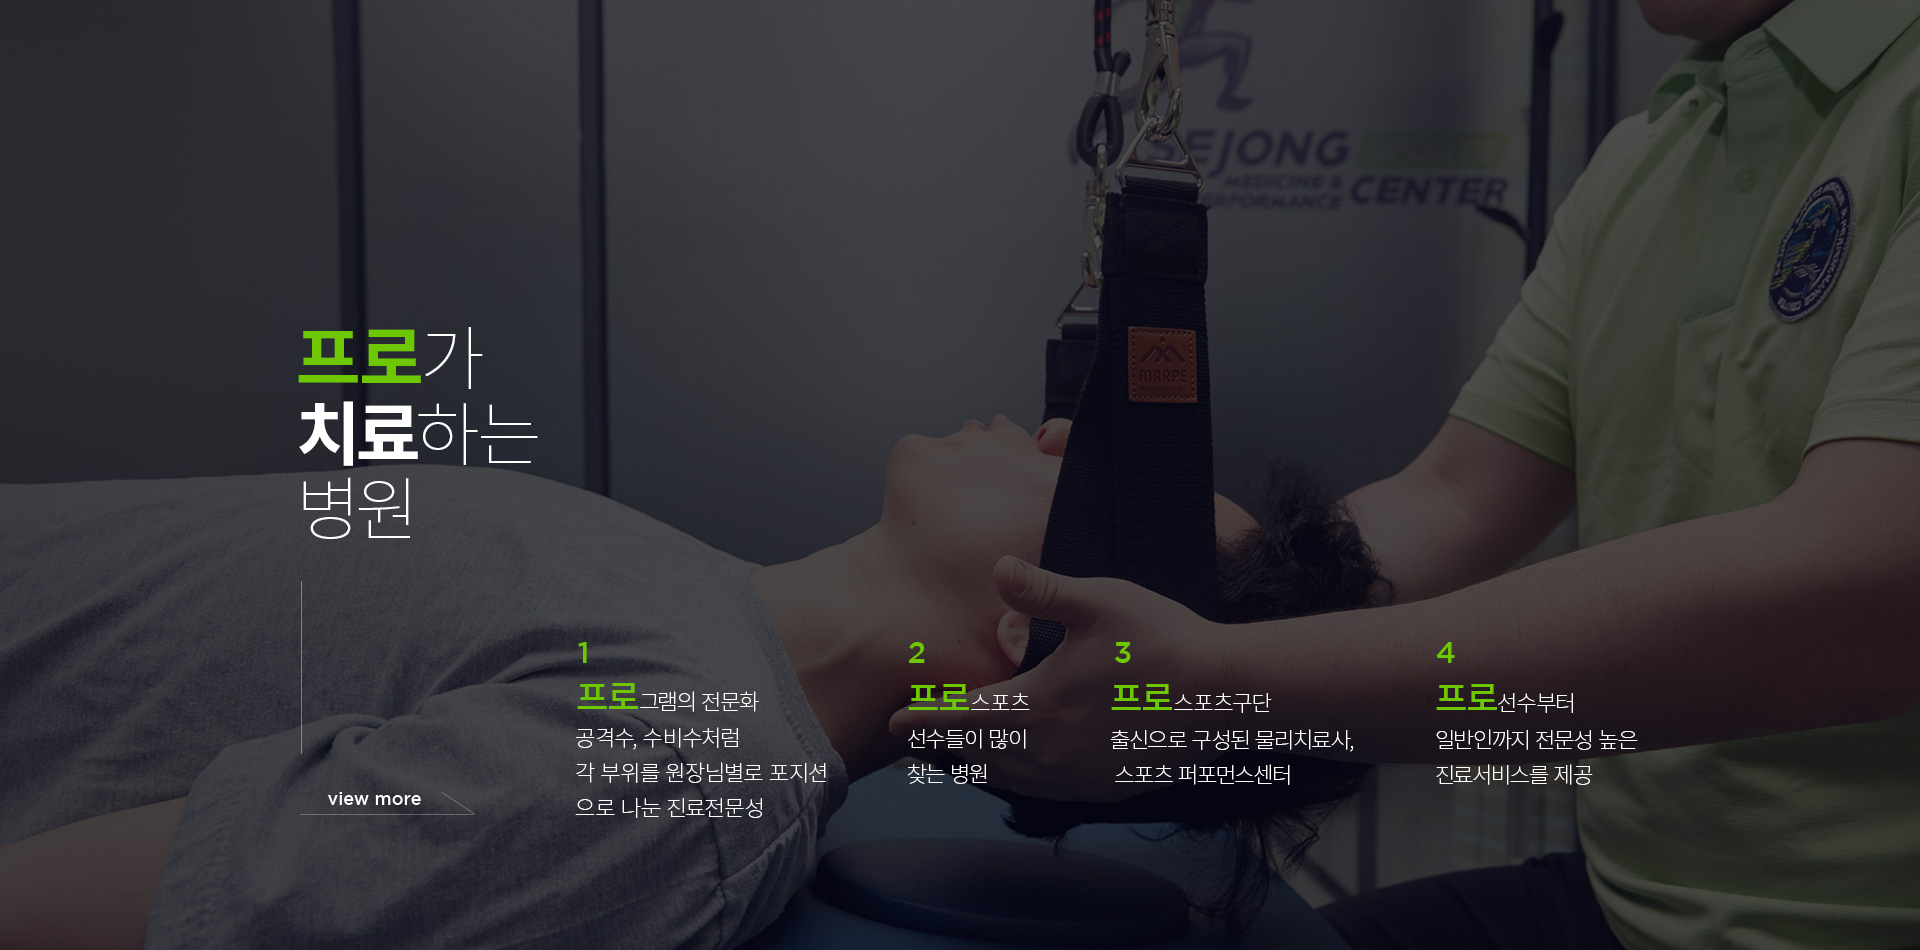 SEJONG
MEDICINE &
CENTER
MARPE
프로가
치료하는
병원
view more
1
프로그램의 전문화
공격수, 수비수처럼
각 부위를 원장님별로 포지션
으로 나눈 진료전문성
2
프로스포츠
선수들이 많이
찾는 병원
3
프로스포츠구단
출신으로 구성된 물리치료사,
스포츠 퍼포먼스센터
4
프로선수부터
일반인까지 전문성 높은
진료서비스를 제공